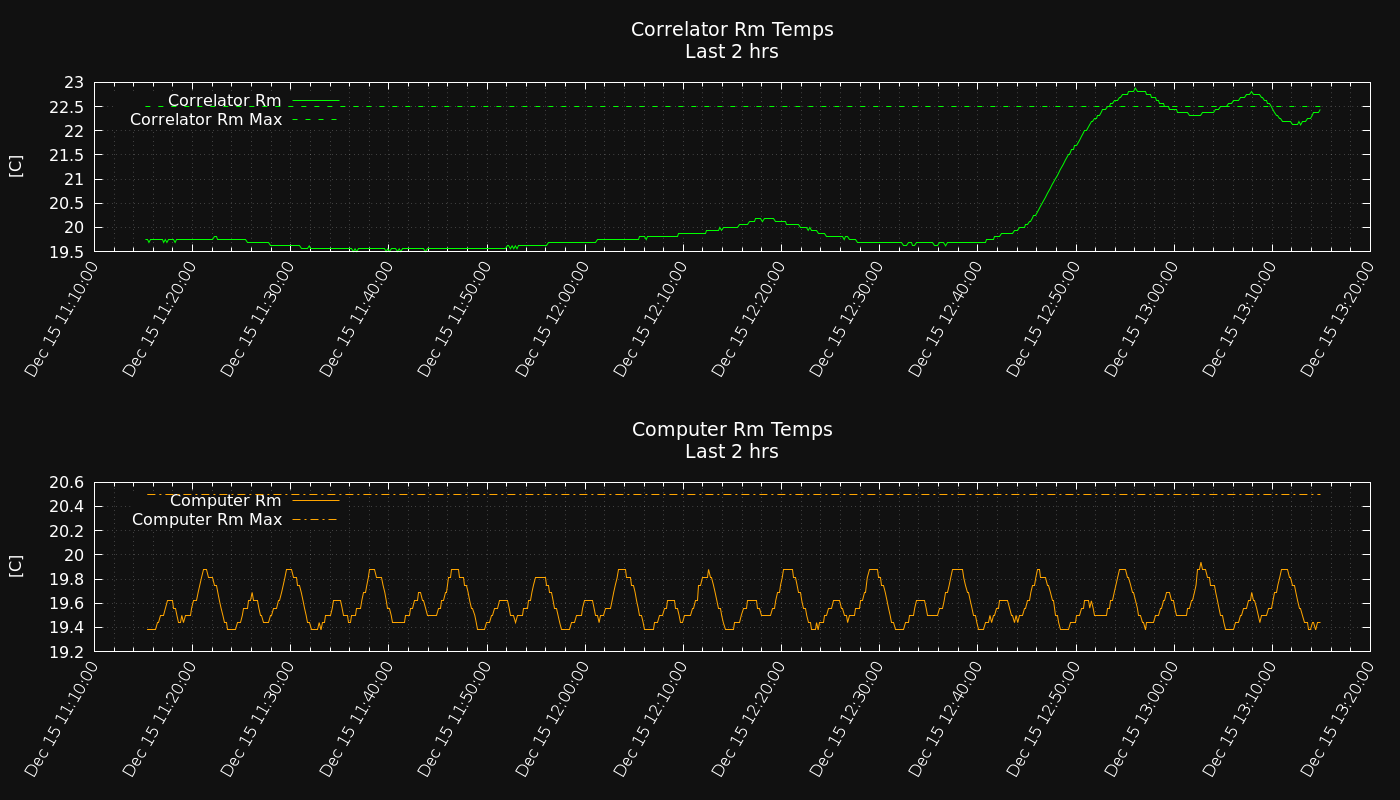 Correlator Rm Temps
Last 2 hrs
23
22.5
22
21.5
21
20.5
20
19.5
[C]
Correlator Rm
Correlator Rm Max
Dec 15 11:10:00
Dec 15 11:20:00
Dec 15 11:30:00
Dec 15 11:40:00
Dec 15 11:50:00
Dec 15 12:00:00
Dec 15 12:10:00
Dec 15 12:20:00
Dec 15 12:30:00
Dec 15 12:40:00
Dec 15 12:50:00
Dec 15 13:00:00
Dec 15 13:10:00
Dec 15 13:20:00
Computer Rm Temps
Last 2 hrs
20.6
20.4
20.2
20
19.8
19.6
19.4
19.2
[C]
Computer Rm
Computer Rm Max
Dec 15 11:10:00
Dec 15 11:20:00
Dec 15 11:30:00
Dec 15 11:40:00
Dec 15 11:50:00
Dec 15 12:00:00
Dec 15 12:10:00
Dec 15 12:20:00
Dec 15 12:30:00
Dec 15 12:40:00
Dec 15 12:50:00
Dec 15 13:00:00
Dec 15 13:10:00
Dec 15 13:20:00